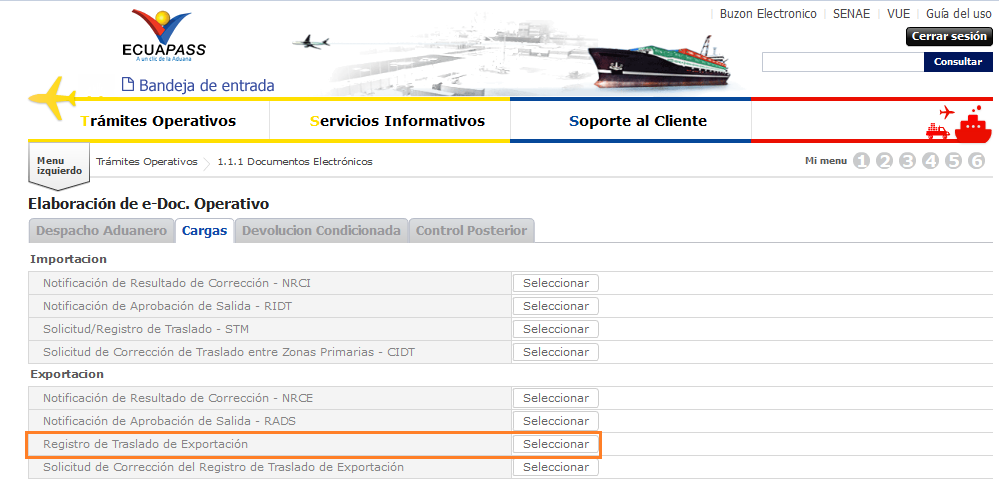 Buzon Electronico | SENAE | VUE | Guía del uso
Cerrar sesión
ECUAPASS
A un clic de la Aduana
Consultar
Bandeja de entrada
Trámites Operativos
Servicios Informativos
Soporte al Cliente
Menu
izquierdo
Trámites Operativos
1.1.1 Documentos Electrónicos
Mi menu 1 2 3 4 5 6
Elaboración de e-Doc. Operativo
Despacho Aduanero
Cargas
Devolucion Condicionada
Control Posterior
Importacion
Notificación de Resultado de Corrección - NRCI Seleccionar
Notificación de Aprobación de Salida - RIDT Seleccionar
Solicitud/Registro de Traslado - STM Seleccionar
Solicitud de Corrección de Traslado entre Zonas Primarias - CIDT Seleccionar
Exportacion
Notificación de Resultado de Corrección - NRCE Seleccionar
Notificación de Aprobación de Salida - RADS Seleccionar
Registro de Traslado de Exportación Seleccionar
Solicitud de Corrección del Registro de Traslado de Exportación Seleccionar